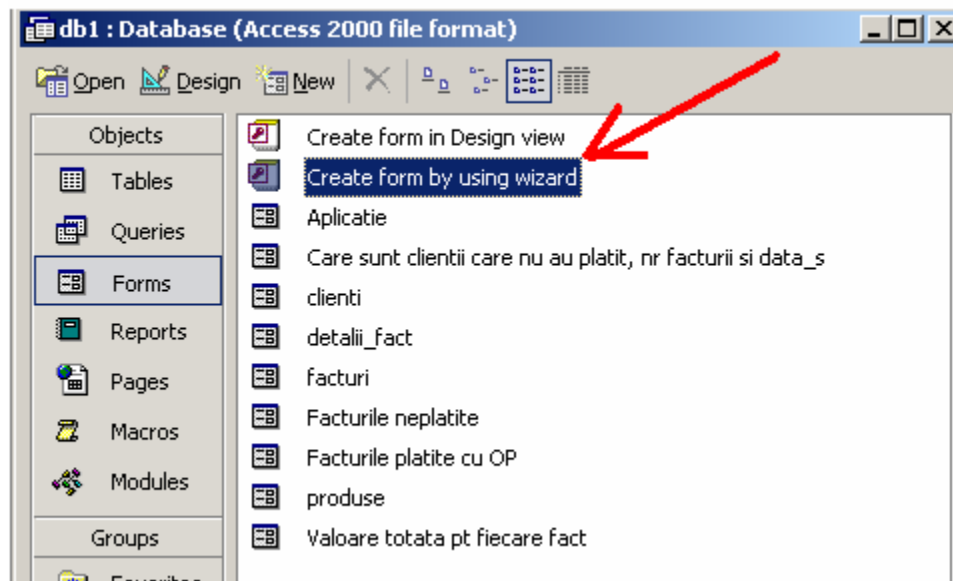 db1 : Database (Access 2000 file format)
Open Design New
Objects
Tables
Queries
Forms
Reports
Pages
Macros
Modules
Groups
Favorites
Create form in Design view
Create form by using wizard
Aplicatie
Care sunt clientii care nu au platit, nr facturii si data_s
clienti
detalii_fact
facturi
Facturile neplatite
Facturile platite cu OP
produse
Valoare totata pt fiecare fact